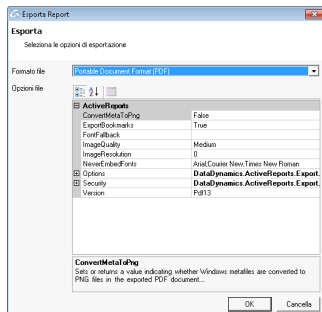 Esporta Report
Esporta
Seleziona le opzioni di esportazione
Formato file
Portable Document Format (PDF)
Opzioni file
ActiveReports
ConvertMetaToPng False
ExportBookmarks True
FontFallback
ImageQuality Medium
ImageResolution 0
NeverEmbedFonts Arial;Courier New;Times New Roman
Options DataDynamics.ActiveReports.Export.
Security DataDynamics.ActiveReports.Export.
Version Pdf13
ConvertMetaToPng
Sets or returns a value indicating whether Windows metafiles are converted to
PNG files in the exported PDF document...
OK Cancella